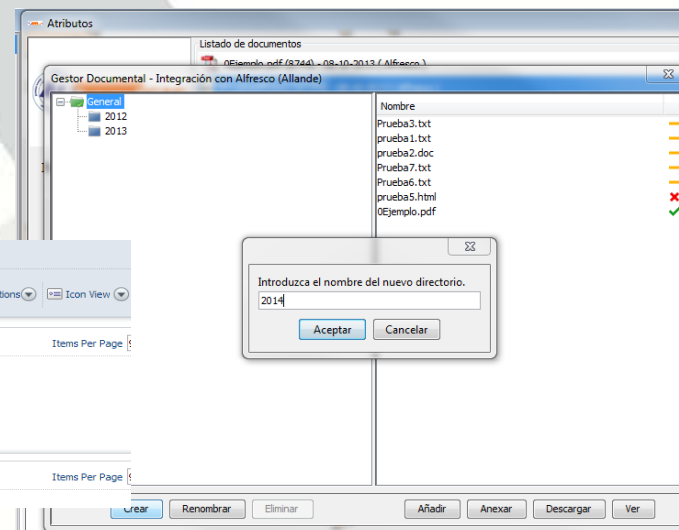 Atributos
Listado de documentos
0Ejemplo.pdf (8744) - 08-10-2013 ( Alfresco )
Gestor Documental - Integración con Alfresco (Allande)
General
2012
2013
Nombre
Prueba3.txt
prueba1.txt
prueba2.doc
Prueba7.txt
Prueba6.txt
prueba5.html
0Ejemplo.pdf
Introduzca el nombre del nuevo directorio.
2014
Aceptar
Cancelar
tions
Icon View
Items Per Page
Items Per Page
Crear
Renombrar
Eliminar
Añadir
Anexar
Descargar
Ver